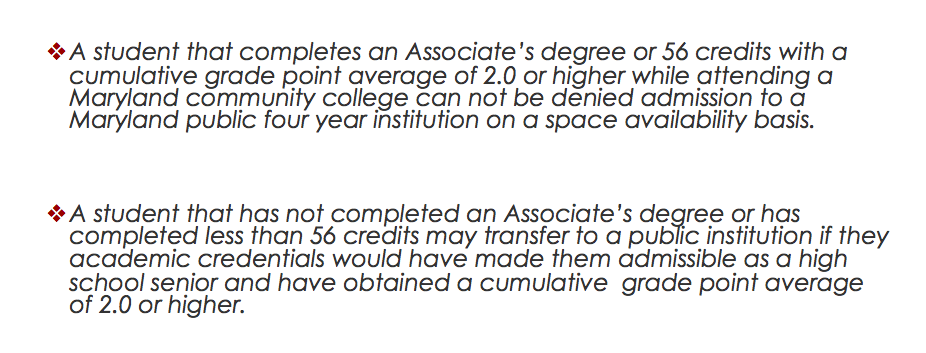 ❖A student that completes an Associate’s degree or 56 credits with a
cumulative grade point average of 2.0 or higher while attending a
Maryland community college can not be denied admission to a
Maryland public four year institution on a space availability basis.
❖A student that has not completed an Associate’s degree or has
completed less than 56 credits may transfer to a public institution if they
academic credentials would have made them admissible as a high
school senior and have obtained a cumulative  grade point average
of 2.0 or higher.